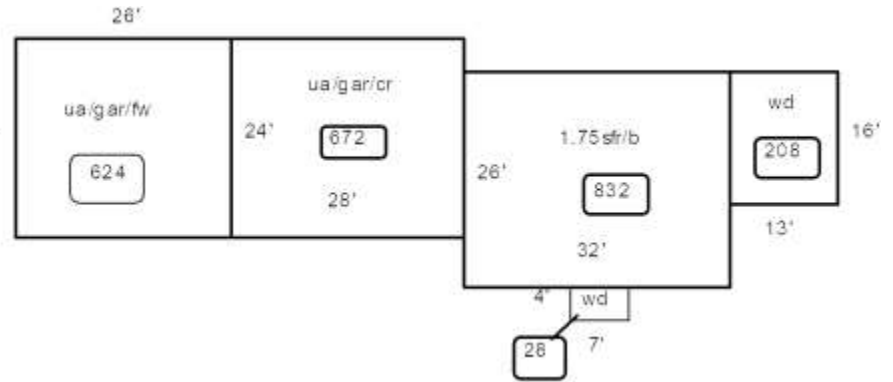 26'
ua/gar/fw
624
ua/gar/cr
24'
672
28'
1.75sfr/b
26'
832
32'
wd
208
16'
13'
4'
wd
28
7'